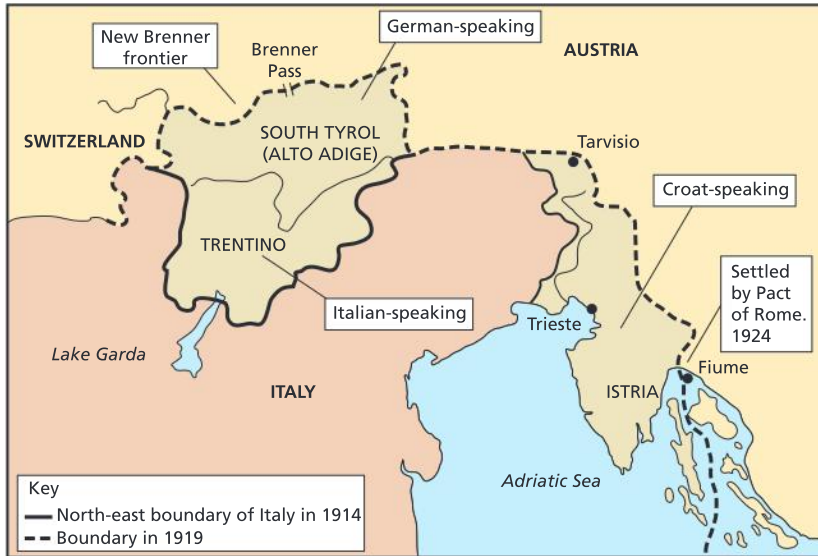 German-speaking
New Brenner
frontier
Brenner
Pass
AUSTRIA
SWITZERLAND
SOUTH TYROL
(ALTO ADIGE)
Tarvisio
Croat-speaking
TRENTINO
Settled
by Pact
of Rome.
1924
Italian-speaking
Trieste
Lake Garda
Fiume
ITALY
ISTRIA
Adriatic Sea
Key
North-east boundary of Italy in 1914
Boundary in 1919